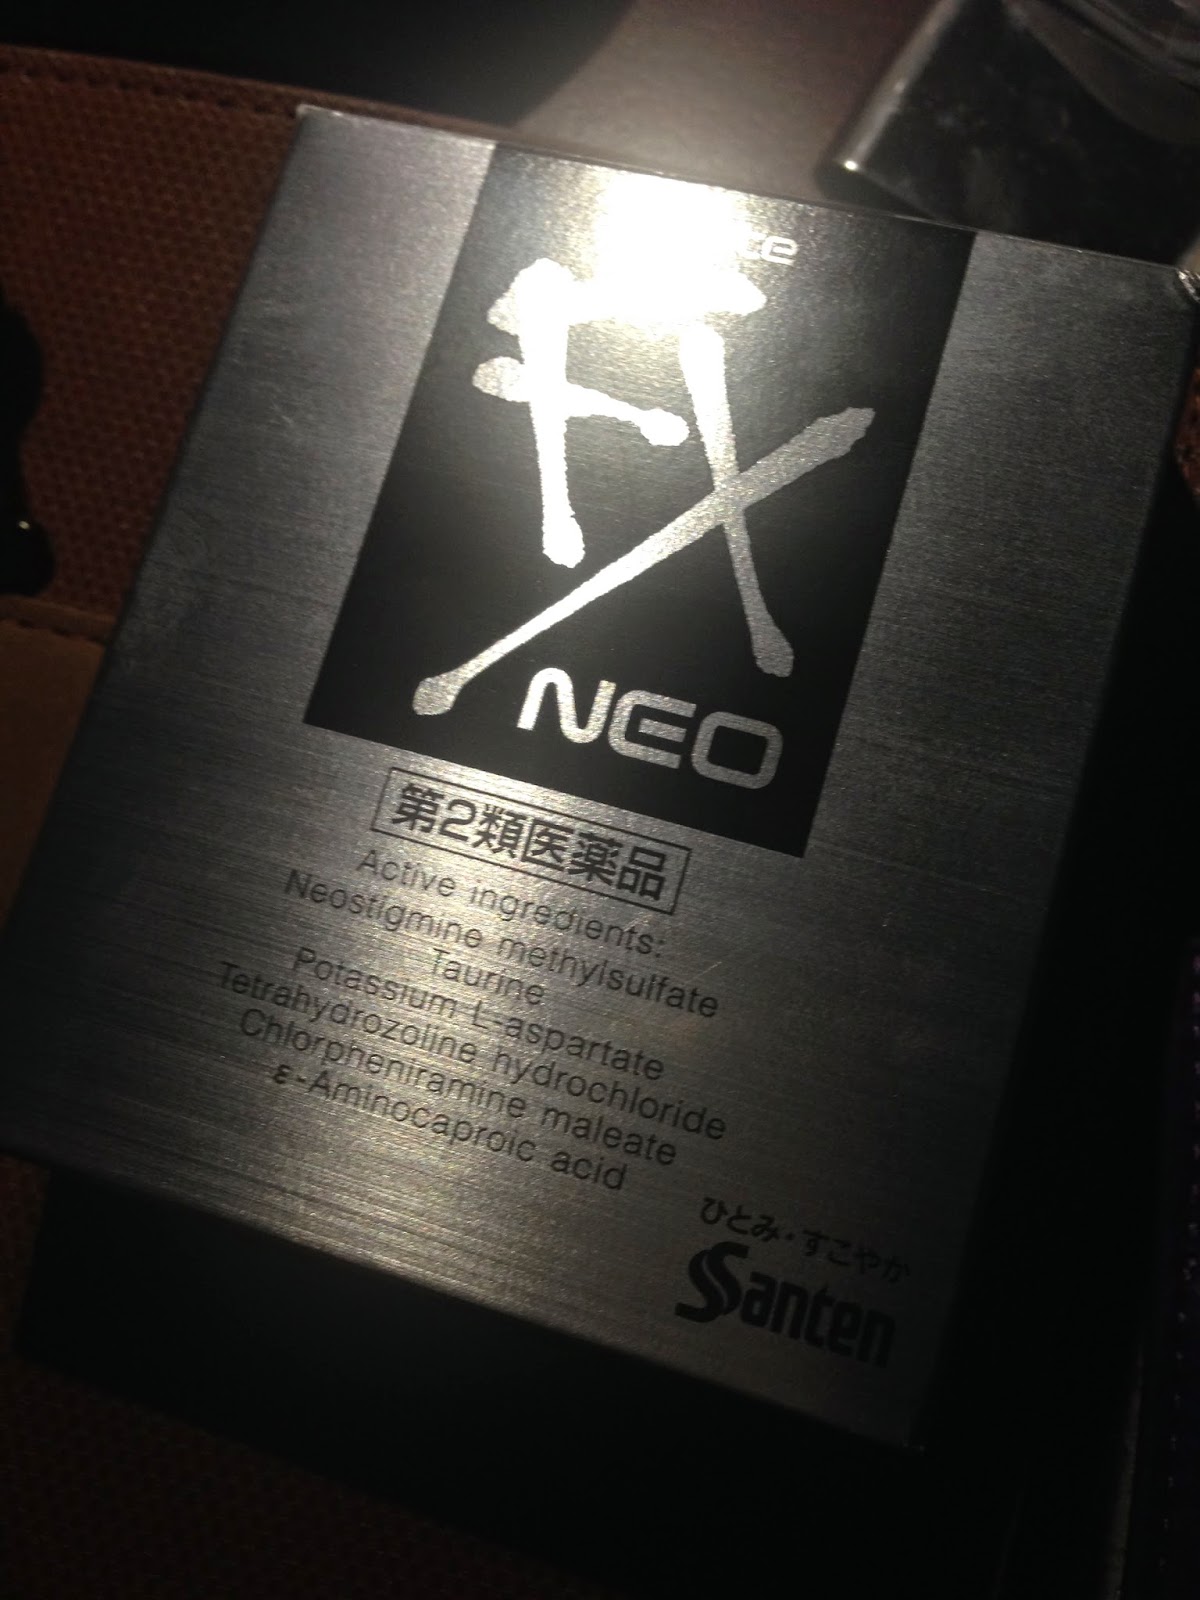 FX
NEO
第2類医薬品
Active ingredients:
Neostigmine methylsulfate
Taurine
Potassium L-aspartate
Tetrahydrozoline hydrochloride
Chlorpheniramine maleate
ε-Aminocaproic acid
ひとみ・すこやか
Santen